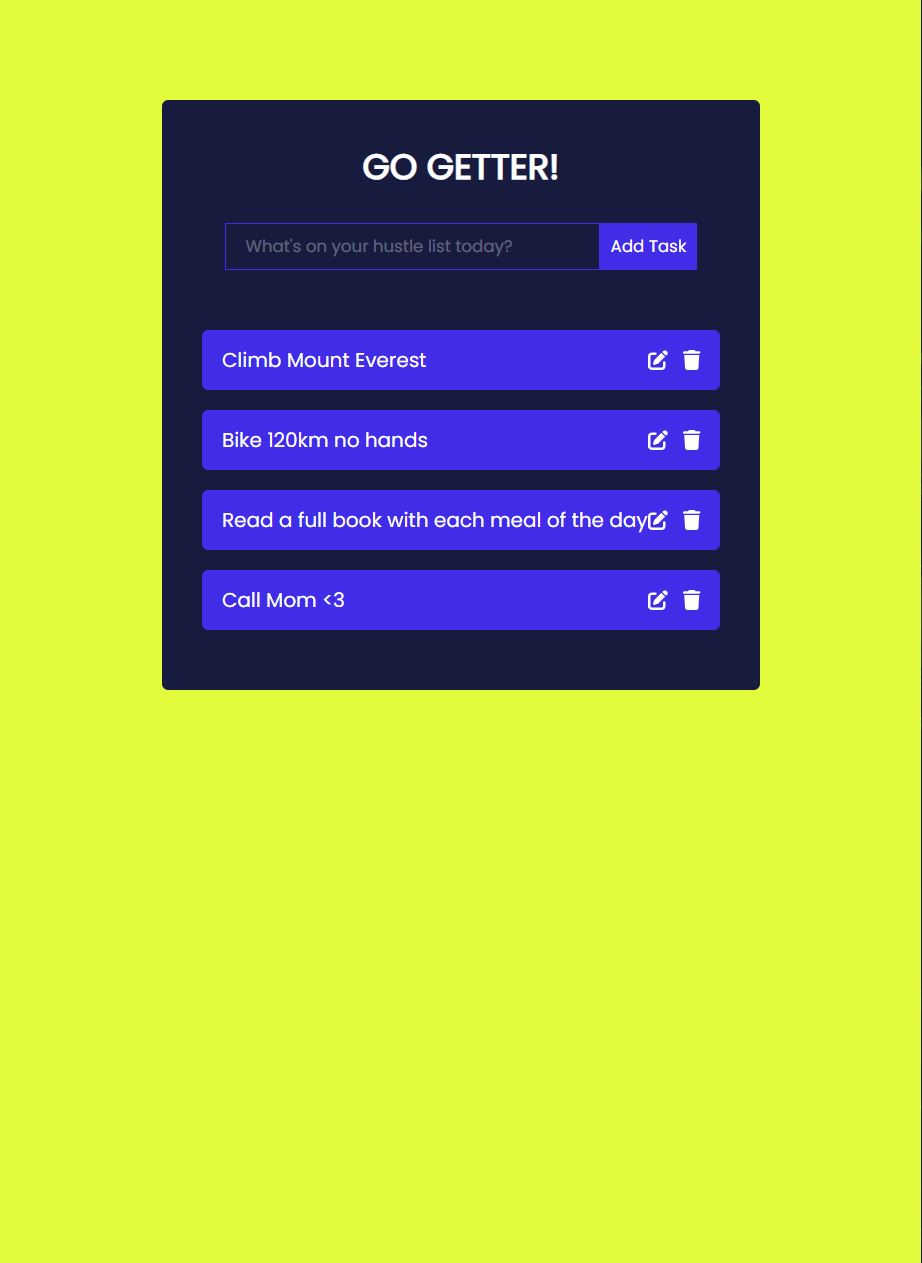 GO GETTER!
What's on your hustle list today?
Add Task
Climb Mount Everest
Bike 120km no hands
Read a full book with each meal of the day
Call Mom <3